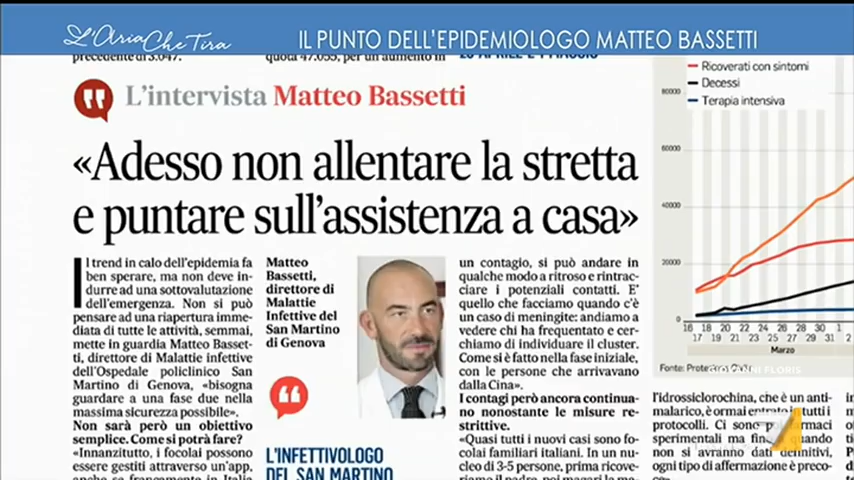 L'Aria Che Tira
IL PUNTO DELL'EPIDEMIOLOGO MATTEO BASSETTI
precedente di 3.047.
quota 47.055, per un aumento in
L'intervista Matteo Bassetti
«Adesso non allentare la stretta
e puntare sull'assistenza a casa»
Il trend in calo dell'epidemia fa
ben sperare, ma non deve in-
durre ad una sottovalutazione
dell'emergenza. Non si può
pensare ad una riapertura imme-
diata di tutte le attività, semmai,
mette in guardia Matteo Basset-
ti, direttore di Malattie infettive
dell'Ospedale policlinico San
Martino di Genova, «bisogna
guardare a una fase due nella
massima sicurezza possibile».
Non sarà però un obiettivo
semplice. Come si potrà fare?
«Innanzitutto, i focolai possono
essere gestiti attraverso un'app,
Matteo
Bassetti,
direttore di
Malattie
Infettive del
San Martino
di Genova
L'INFETTIVOLOGO
DEL SAN MARTINO
un contagio, si può andare in
qualche modo a ritroso e rintrac-
ciare i potenziali contatti. E'
quello che facciamo quando c'è
un caso di meningite: andiamo a
vedere chi ha frequentato e cer-
chiamo di individuare il cluster.
Come si è fatto nella fase iniziale,
con le persone che arrivavano
dalla Cina».
I contagi però ancora continua-
no nonostante le misure re-
strittive.
«Quasi tutti i nuovi casi sono fo-
colai familiari italiani. In un nu-
cleo di 3-5 persone, prima ricove-
Ricoverati con sintomi
Decessi
Terapia intensiva
80000
60000
40000
20000
0
16 18 20 22 24 26 28 30 1
17 19 21 23 25 27 29 31 2
Marzo
Fonte: Protezione Civile
GIOVANNI FLORIS
l'idrossiclorochina, che è un anti-
malarico, è ormai entrato in tutti i
protocolli. Ci sono farmaci
sperimentali ma finché quando
non si avranno dati definitivi,
ogni tipo di affermazione è preco-
7